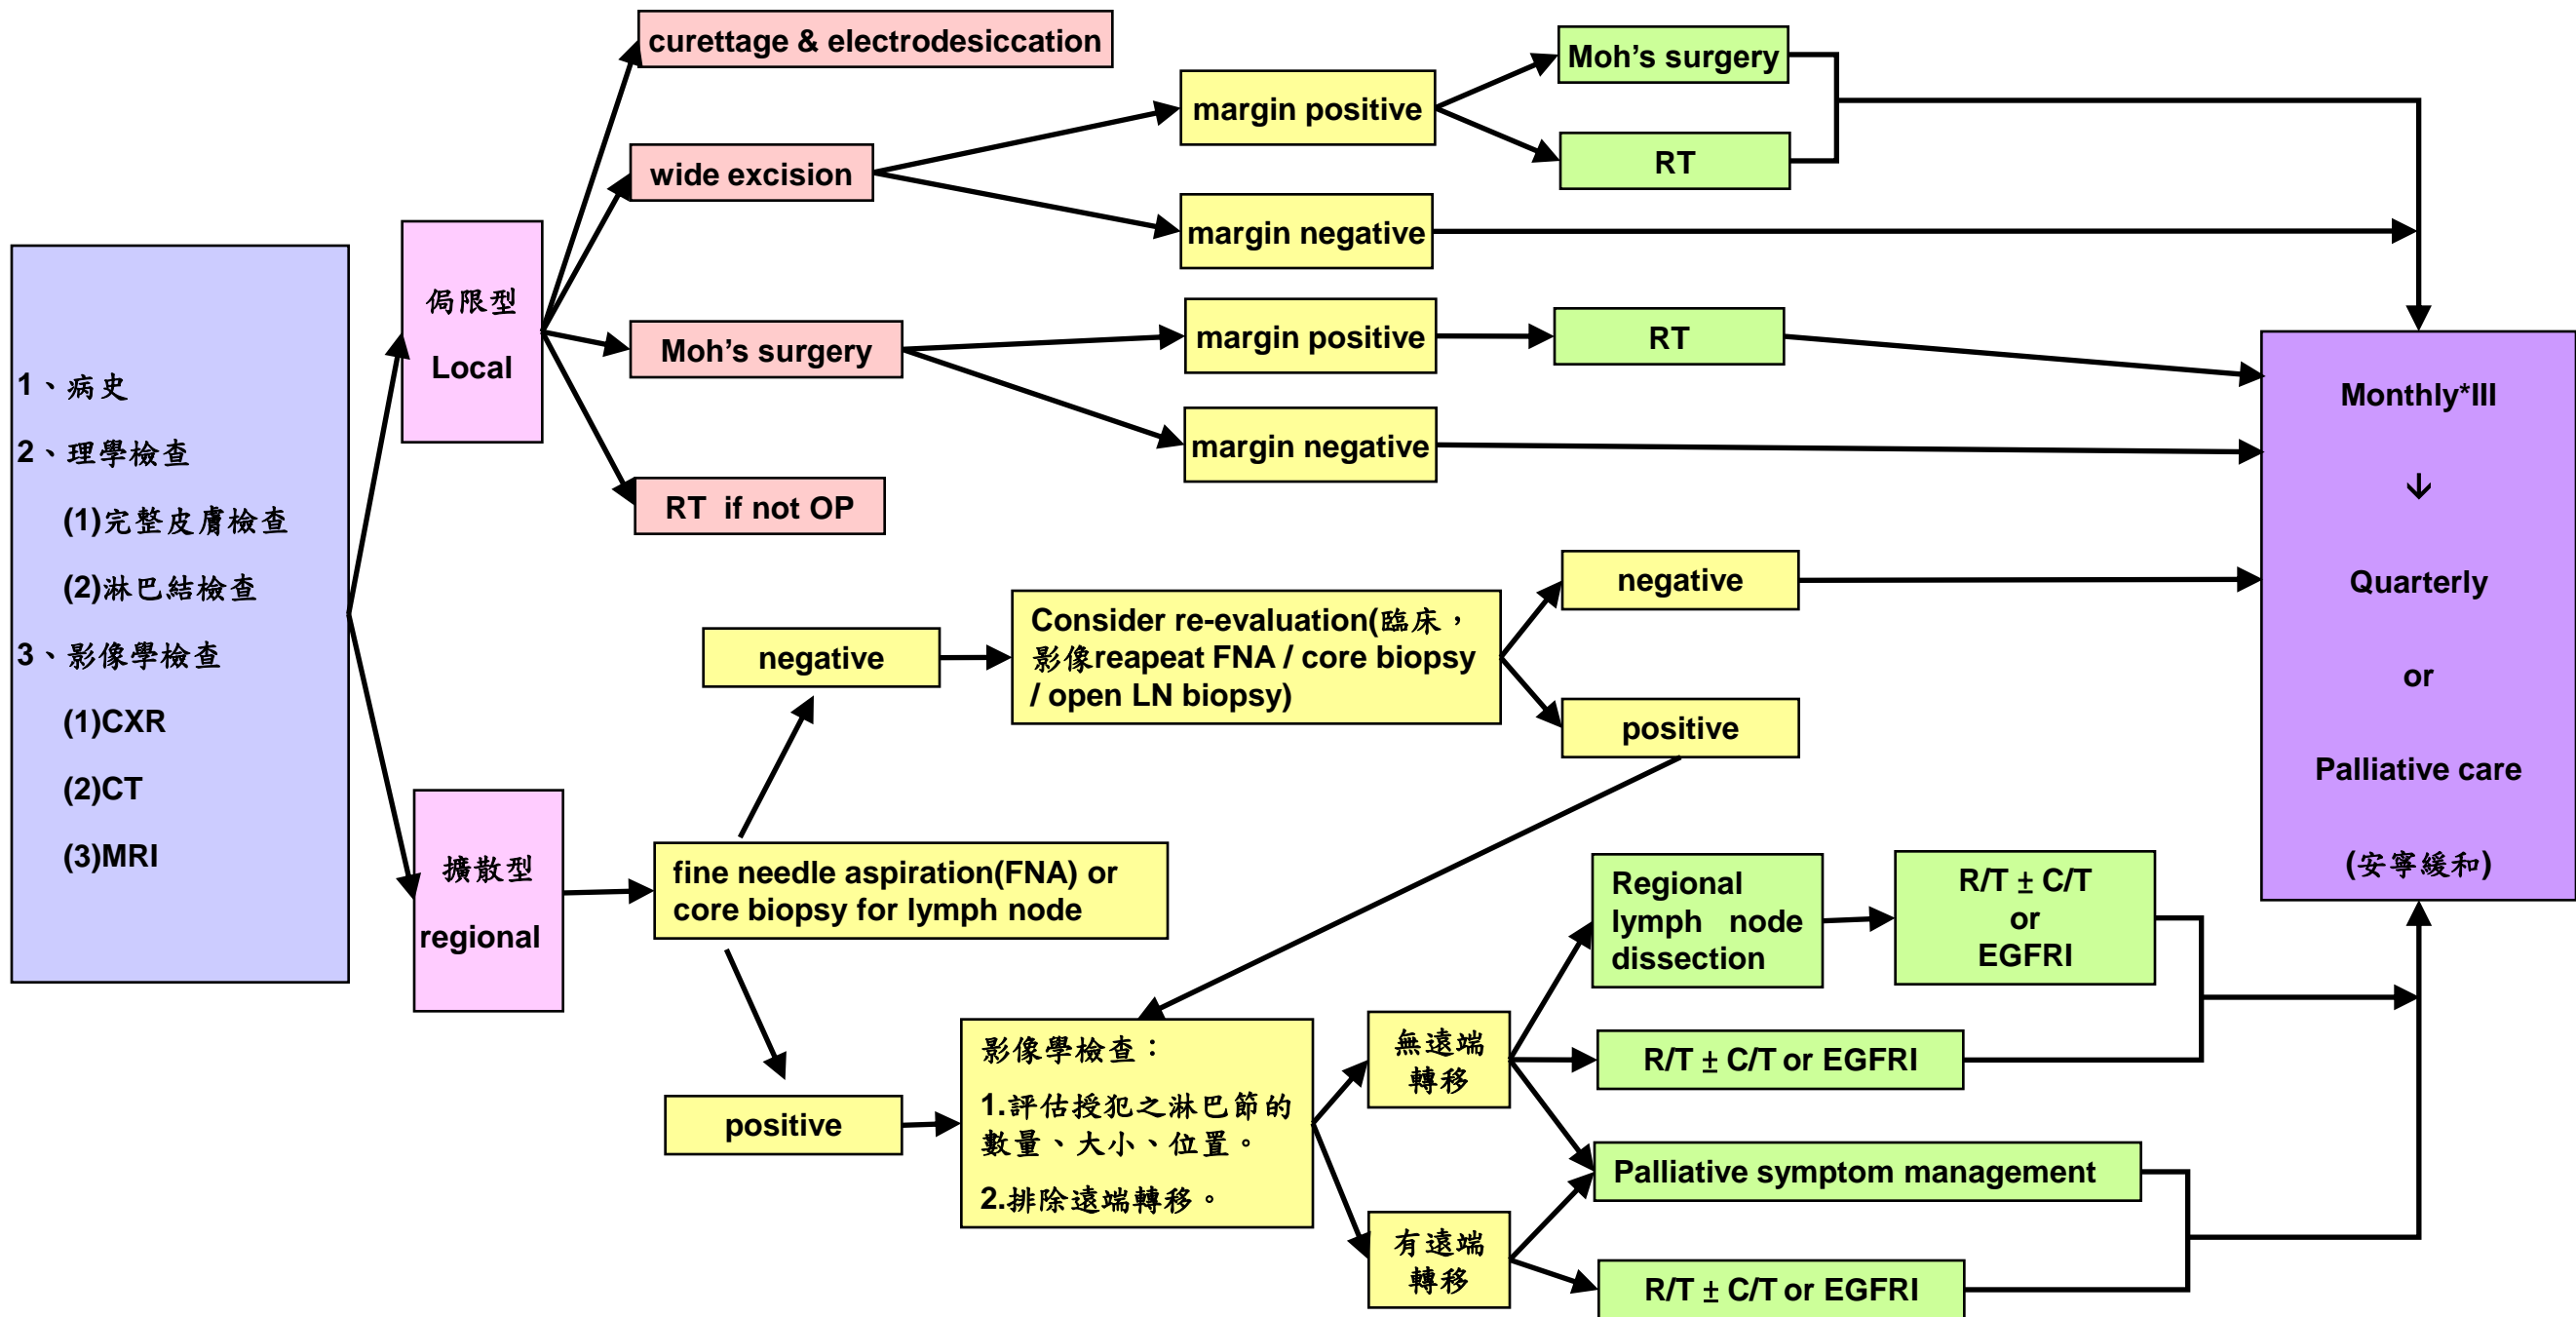 1、病史
2、理學檢查
(1)完整皮膚檢查
(2)淋巴結檢查
3、影像學檢查
(1)CXR
(2)CT
(3)MRI
侷限型
Local
擴散型
regional
curettage & electrodesiccation
wide excision
Moh’s surgery
RT if not OP
margin positive
margin negative
margin positive
margin negative
Moh’s surgery
RT
RT
fine needle aspiration(FNA) or
core biopsy for lymph node
negative
Consider re-evaluation(臨床，
影像reapeat FNA / core biopsy
/ open LN biopsy)
negative
positive
positive
影像學檢查：
1.評估授犯之淋巴節的
數量、大小、位置。
2.排除遠端轉移。
無遠端
轉移
有遠端
轉移
Regional
lymph node
dissection
R/T ± C/T
or
EGFRI
R/T ± C/T or EGFRI
Palliative symptom management
R/T ± C/T or EGFRI
Monthly*III
↓
Quarterly
or
Palliative care
(安寧緩和)